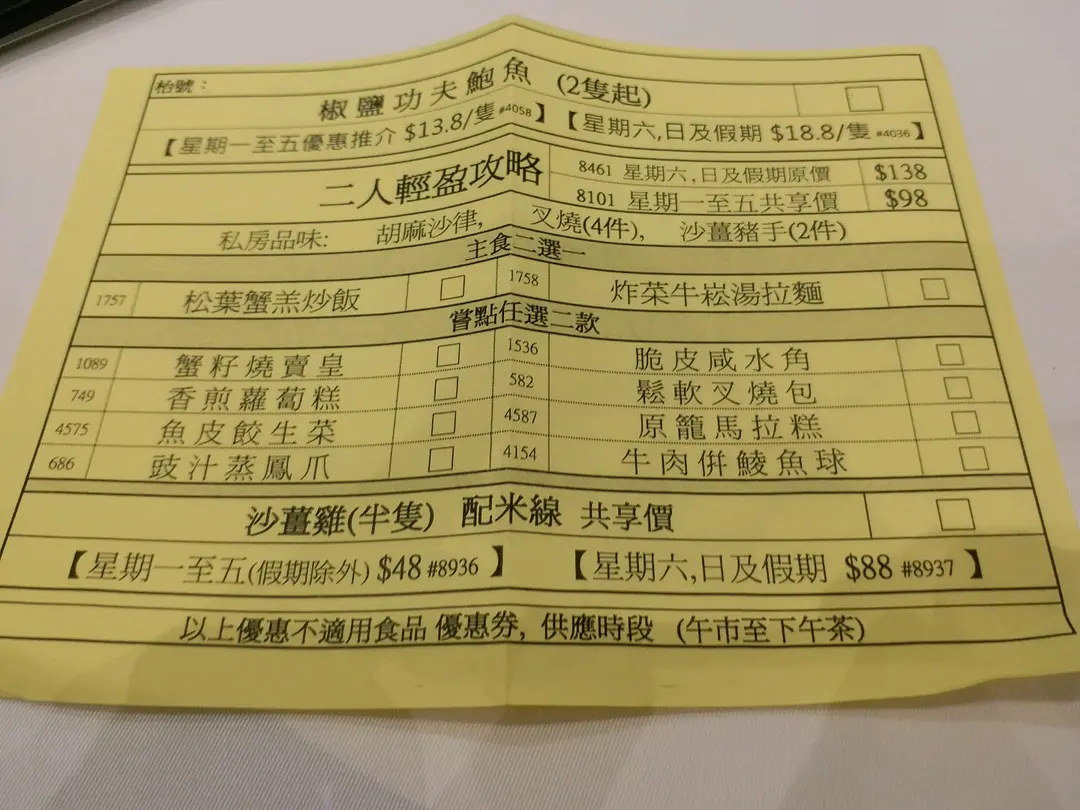 枱號：
椒鹽功夫鮑魚 (2隻起)
【星期一至五優惠推介 $13.8/隻 #4058】【星期六,日及假期 $18.8/隻 #4036】
二人輕盈攻略
8461 星期六,日及假期原價 $138
8101 星期一至五共享價 $98
私房品味: 胡麻沙律, 叉燒(4件), 沙薑豬手(2件)
主食二選一
1757 松葉蟹羔炒飯 □ 1758 炸菜牛崧湯拉麵 □
嘗點任選二款
1089 蟹籽燒賣皇 □ 1536 脆皮咸水角 □
749 香煎蘿蔔糕 □ 582 鬆軟叉燒包 □
4575 魚皮餃生菜 □ 4587 原籠馬拉糕 □
686 豉汁蒸鳳爪 □ 4154 牛肉併鯪魚球 □
沙薑雞(半隻) 配米線 共享價 □
【星期一至五(假期除外) $48 #8936】 【星期六,日及假期 $88 #8937】
以上優惠不適用食品 優惠券, 供應時段 (午市至下午茶)